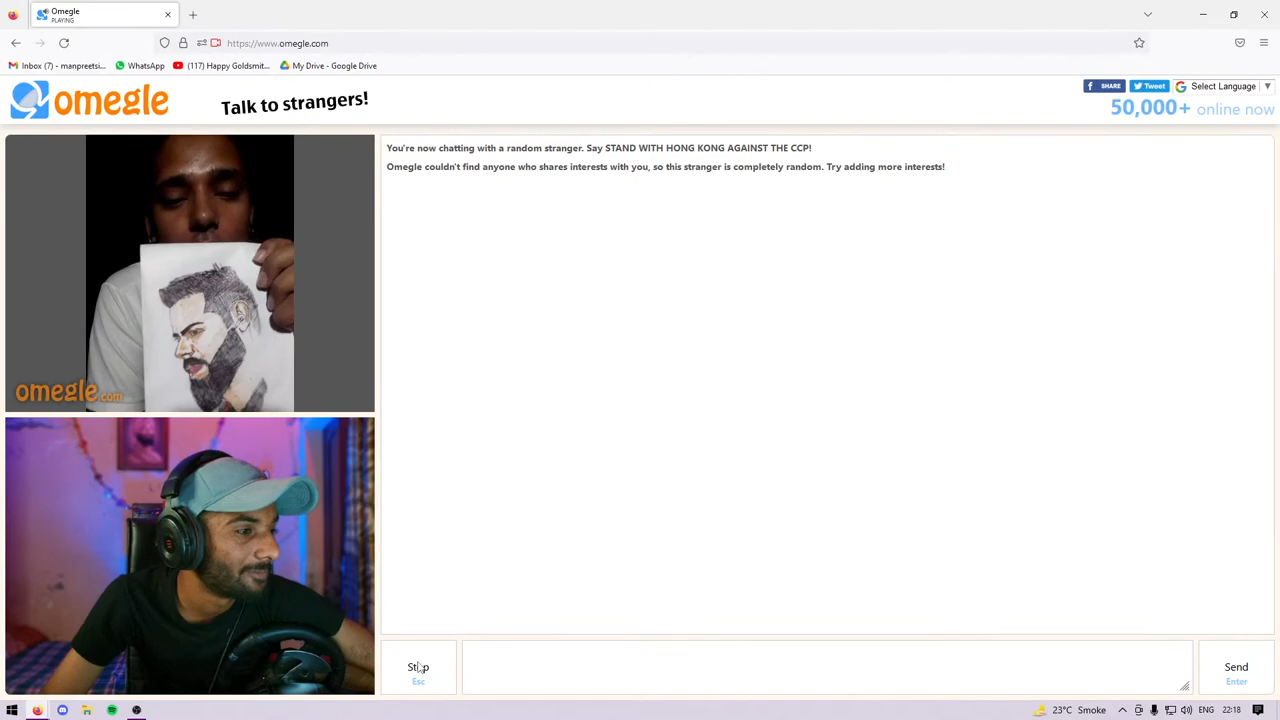 Omegle
PLAYING
https://www.omegle.com
Inbox (7) - manpreetsi...
WhatsApp
(117) Happy Goldsmit...
My Drive - Google Drive
omegle
Talk to strangers!
SHARE
Tweet
Select Language
50,000+ online now
You're now chatting with a random stranger. Say STAND WITH HONG KONG AGAINST THE CCP!
Omegle couldn't find anyone who shares interests with you, so this stranger is completely random. Try adding more interests!
omegle.com
Stop
Esc
Send
Enter
23°C Smoke
ENG
22:18